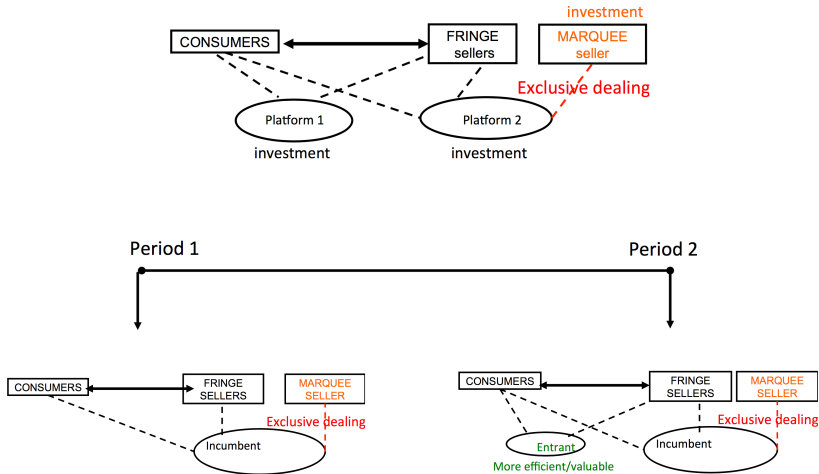 investment
CONSUMERS
FRINGE
sellers
MARQUEE
seller
Exclusive dealing
Platform 1
Platform 2
investment
investment
Period 1
Period 2
CONSUMERS
FRINGE
SELLERS
MARQUEE
SELLER
Exclusive dealing
Incumbent
CONSUMERS
FRINGE
SELLERS
MARQUEE
SELLER
Exclusive dealing
Entrant
Incumbent
More efficient/valuable